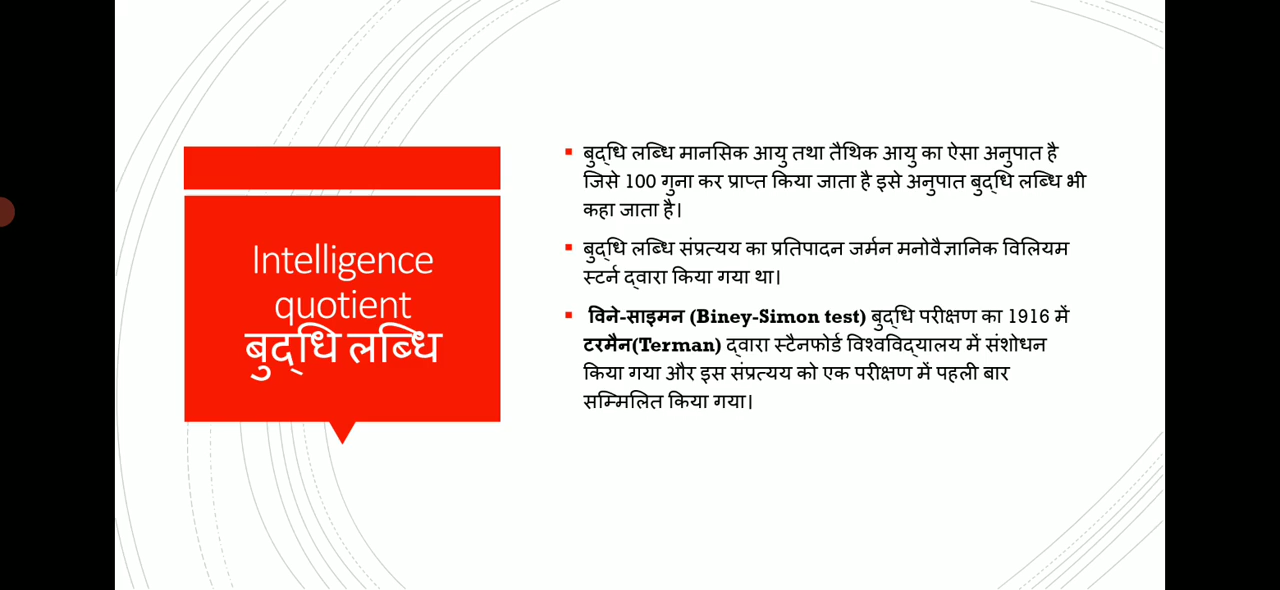 Intelligence
quotient
बुद्धि लब्धि
बुद्धि लब्धि मानसिक आयु तथा तैथिक आयु का ऐसा अनुपात है
जिसे 100 गुना कर प्राप्त किया जाता है इसे अनुपात बुद्धि लब्धि भी
कहा जाता है।
बुद्धि लब्धि संप्रत्यय का प्रतिपादन जर्मन मनोवैज्ञानिक विलियम
स्टर्न द्वारा किया गया था।
विने-साइमन (Biney-Simon test) बुद्धि परीक्षण का 1916 में
टरमैन(Terman) द्वारा स्टैनफोर्ड विश्वविद्यालय में संशोधन
किया गया और इस संप्रत्यय को एक परीक्षण में पहली बार
सम्मिलित किया गया।